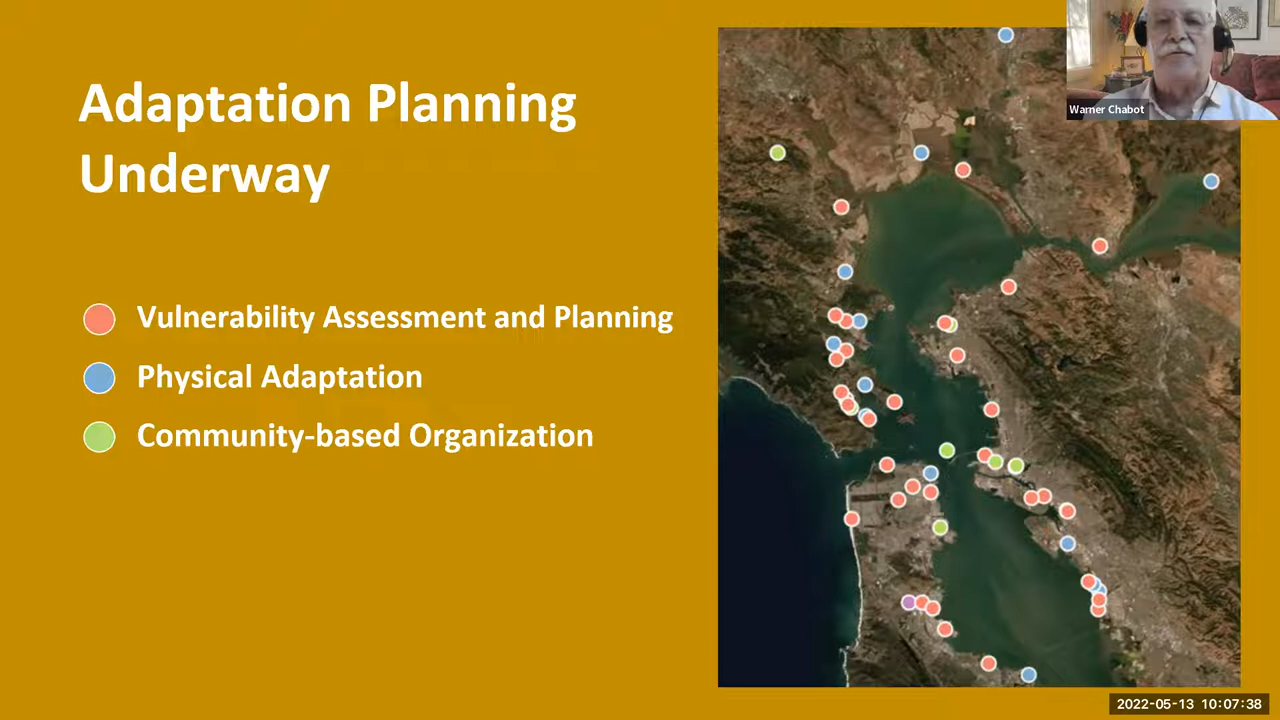 Adaptation Planning
Underway
Vulnerability Assessment and Planning
Physical Adaptation
Community-based Organization
Warner Chabot
2022-05-13 10:07:38